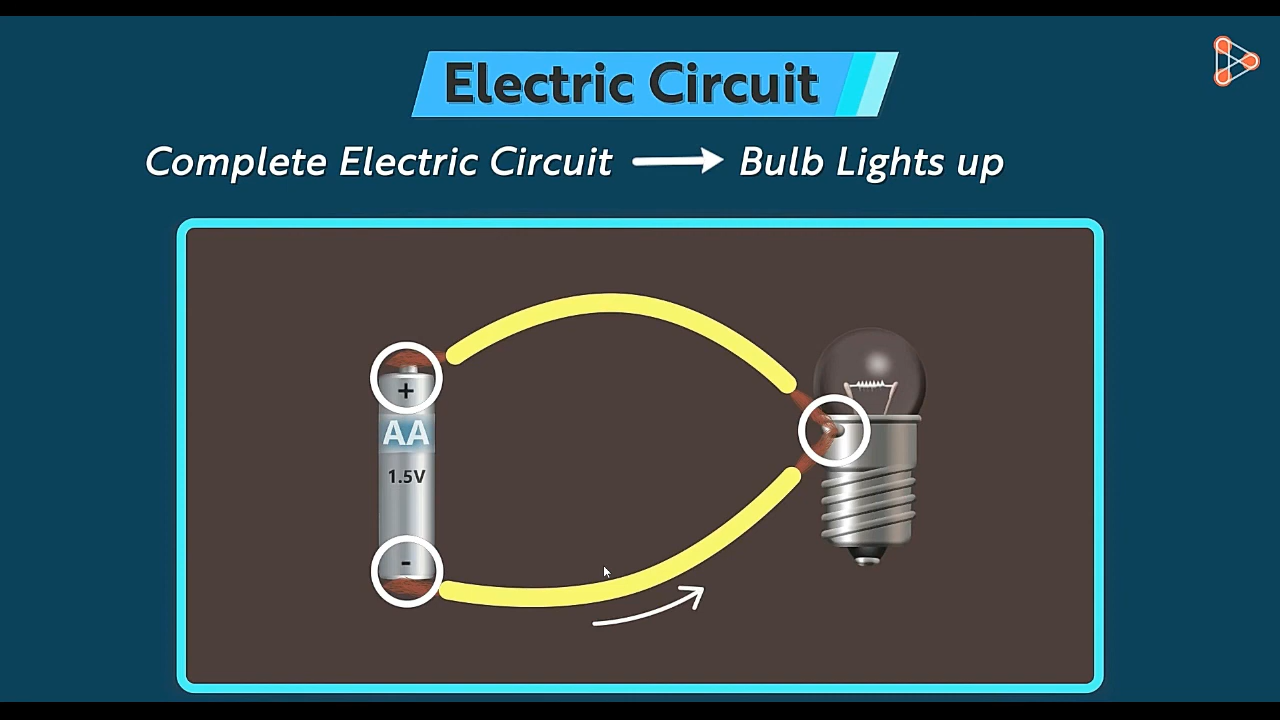 Electric Circuit
Complete Electric Circuit → Bulb Lights up
+
AA
1.5V
-